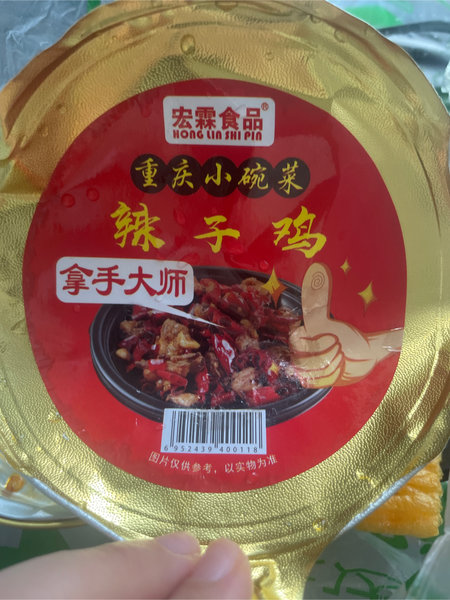 宏霖食品®
HONG LIN SHI PIN
重庆小碗菜
辣子鸡
拿手大师
6 952439 400118
图片仅供参考，以实物为准